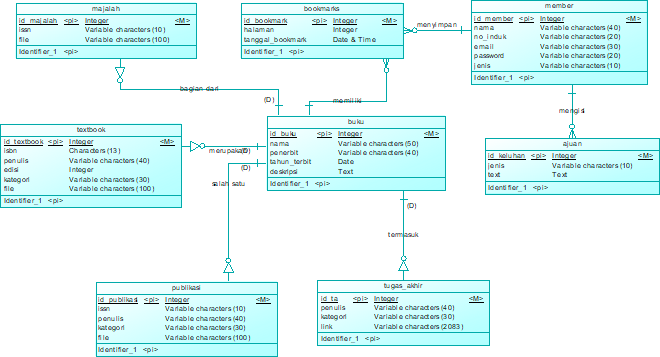 majalah
id_majalah <pi> Integer <M>
issn Variable characters (10)
file Variable characters (100)
Identifier_1 <pi>
bookmarks
id_bookmark <pi> Integer <M>
halaman Integer
tanggal_bookmark Date & Time
Identifier_1 <pi>
member
id_member <pi> Integer <M>
nama Variable characters (40)
no_induk Variable characters (20)
email Variable characters (30)
password Variable characters (20)
jenis Variable characters (10)
Identifier_1 <pi>
menyimpan
bagian dari
(D)
memiliki
mengisi
textbook
id_textbook <pi> Integer <M>
isbn Characters (13)
penulis Variable characters (40)
edisi Integer
kategori Variable characters (30)
file Variable characters (100)
Identifier_1 <pi>
merupakan
(D)
(D)
salah satu
buku
id_buku <pi> Integer <M>
nama Variable characters (50)
penerbit Variable characters (40)
tahun_terbit Date
deskripsi Text
Identifier_1 <pi>
ajuan
id_keluhan <pi> Integer <M>
jenis Variable characters (10)
text Text
Identifier_1 <pi>
(D)
termasuk
publikasi
id_publikasi <pi> Integer <M>
issn Variable characters (10)
penulis Variable characters (40)
kategori Variable characters (30)
file Variable characters (100)
Identifier_1 <pi>
tugas_akhir
id_ta <pi> Integer <M>
penulis Variable characters (40)
kategori Variable characters (30)
link Variable characters (2083)
Identifier_1 <pi>